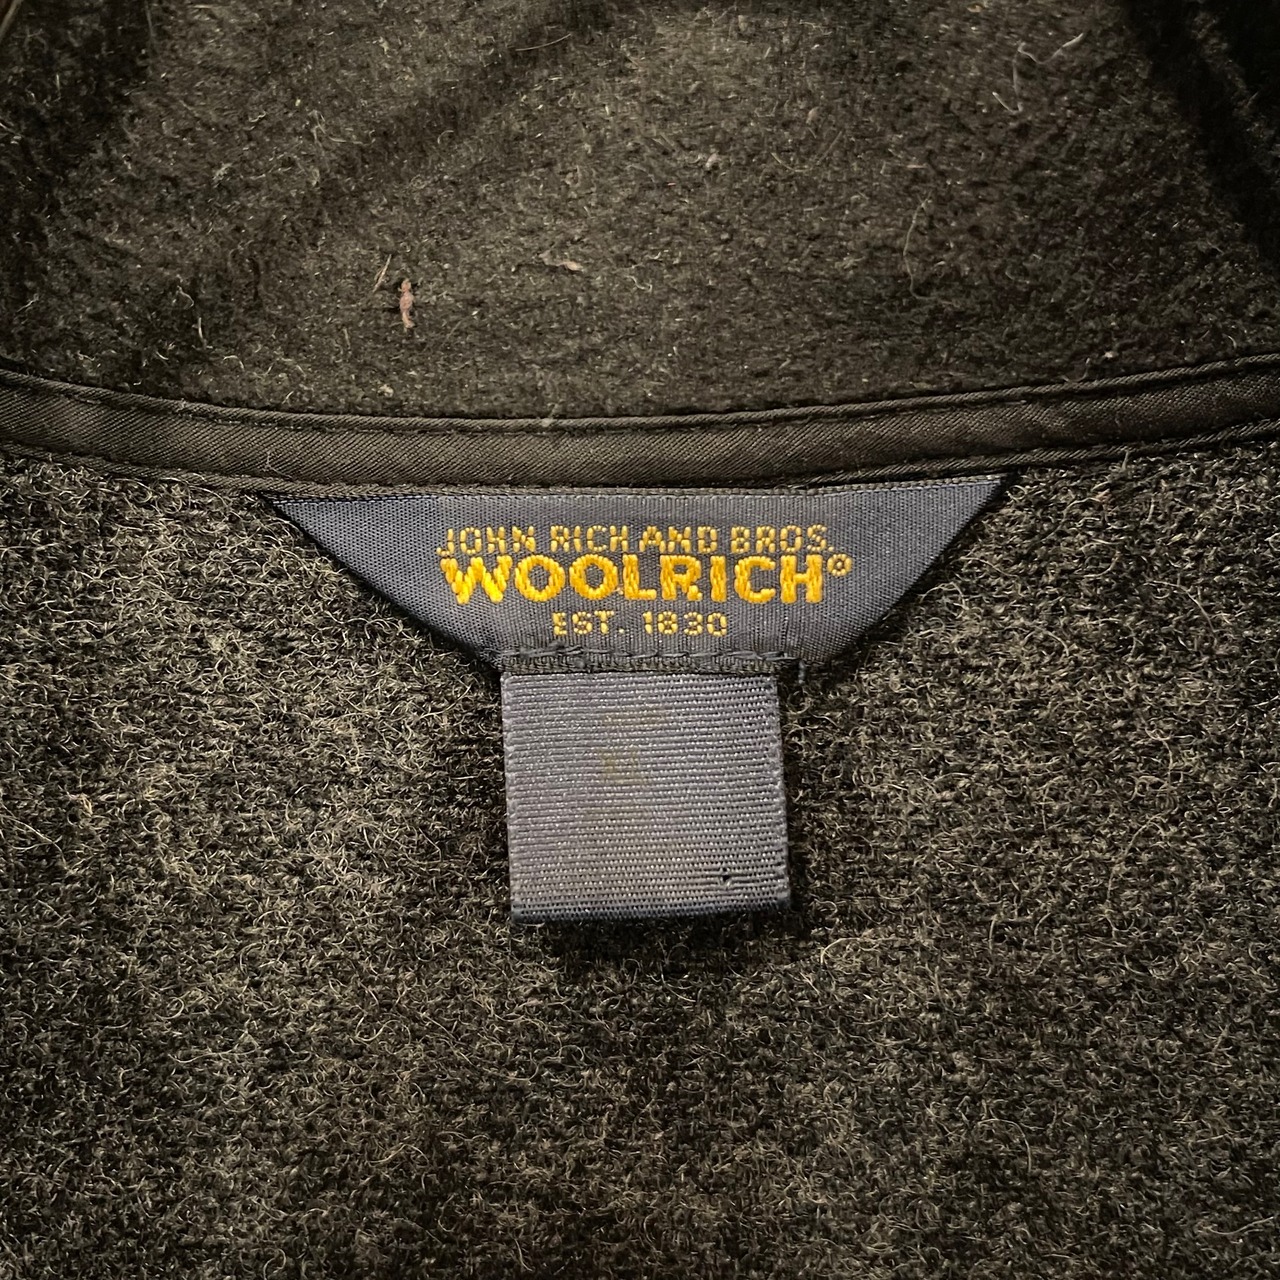 JOHN RICH AND BROS.
WOOLRICH®
EST. 1830